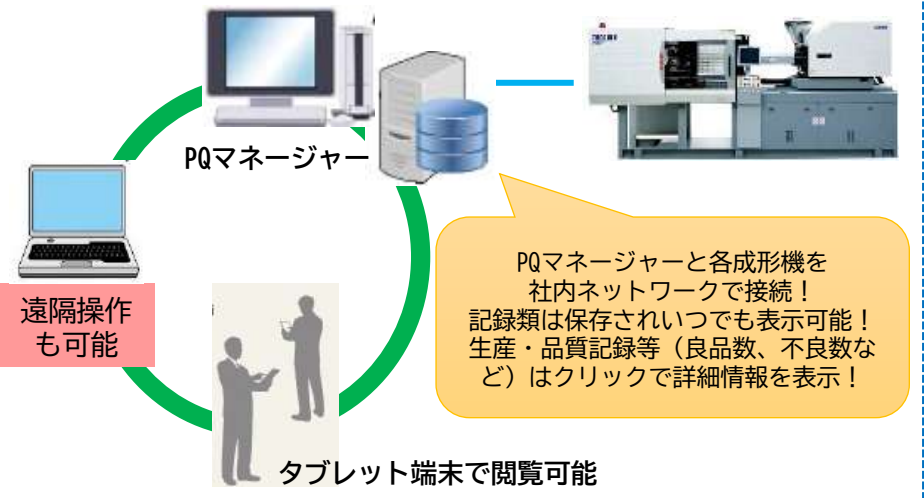 PQマネージャー
遠隔操作
も可能
PQマネージャーと各成形機を
社内ネットワークで接続！
記録類は保存されいつでも表示可能！
生産・品質記録等（良品数、不良数な
ど）はクリックで詳細情報を表示！
タブレット端末で閲覧可能